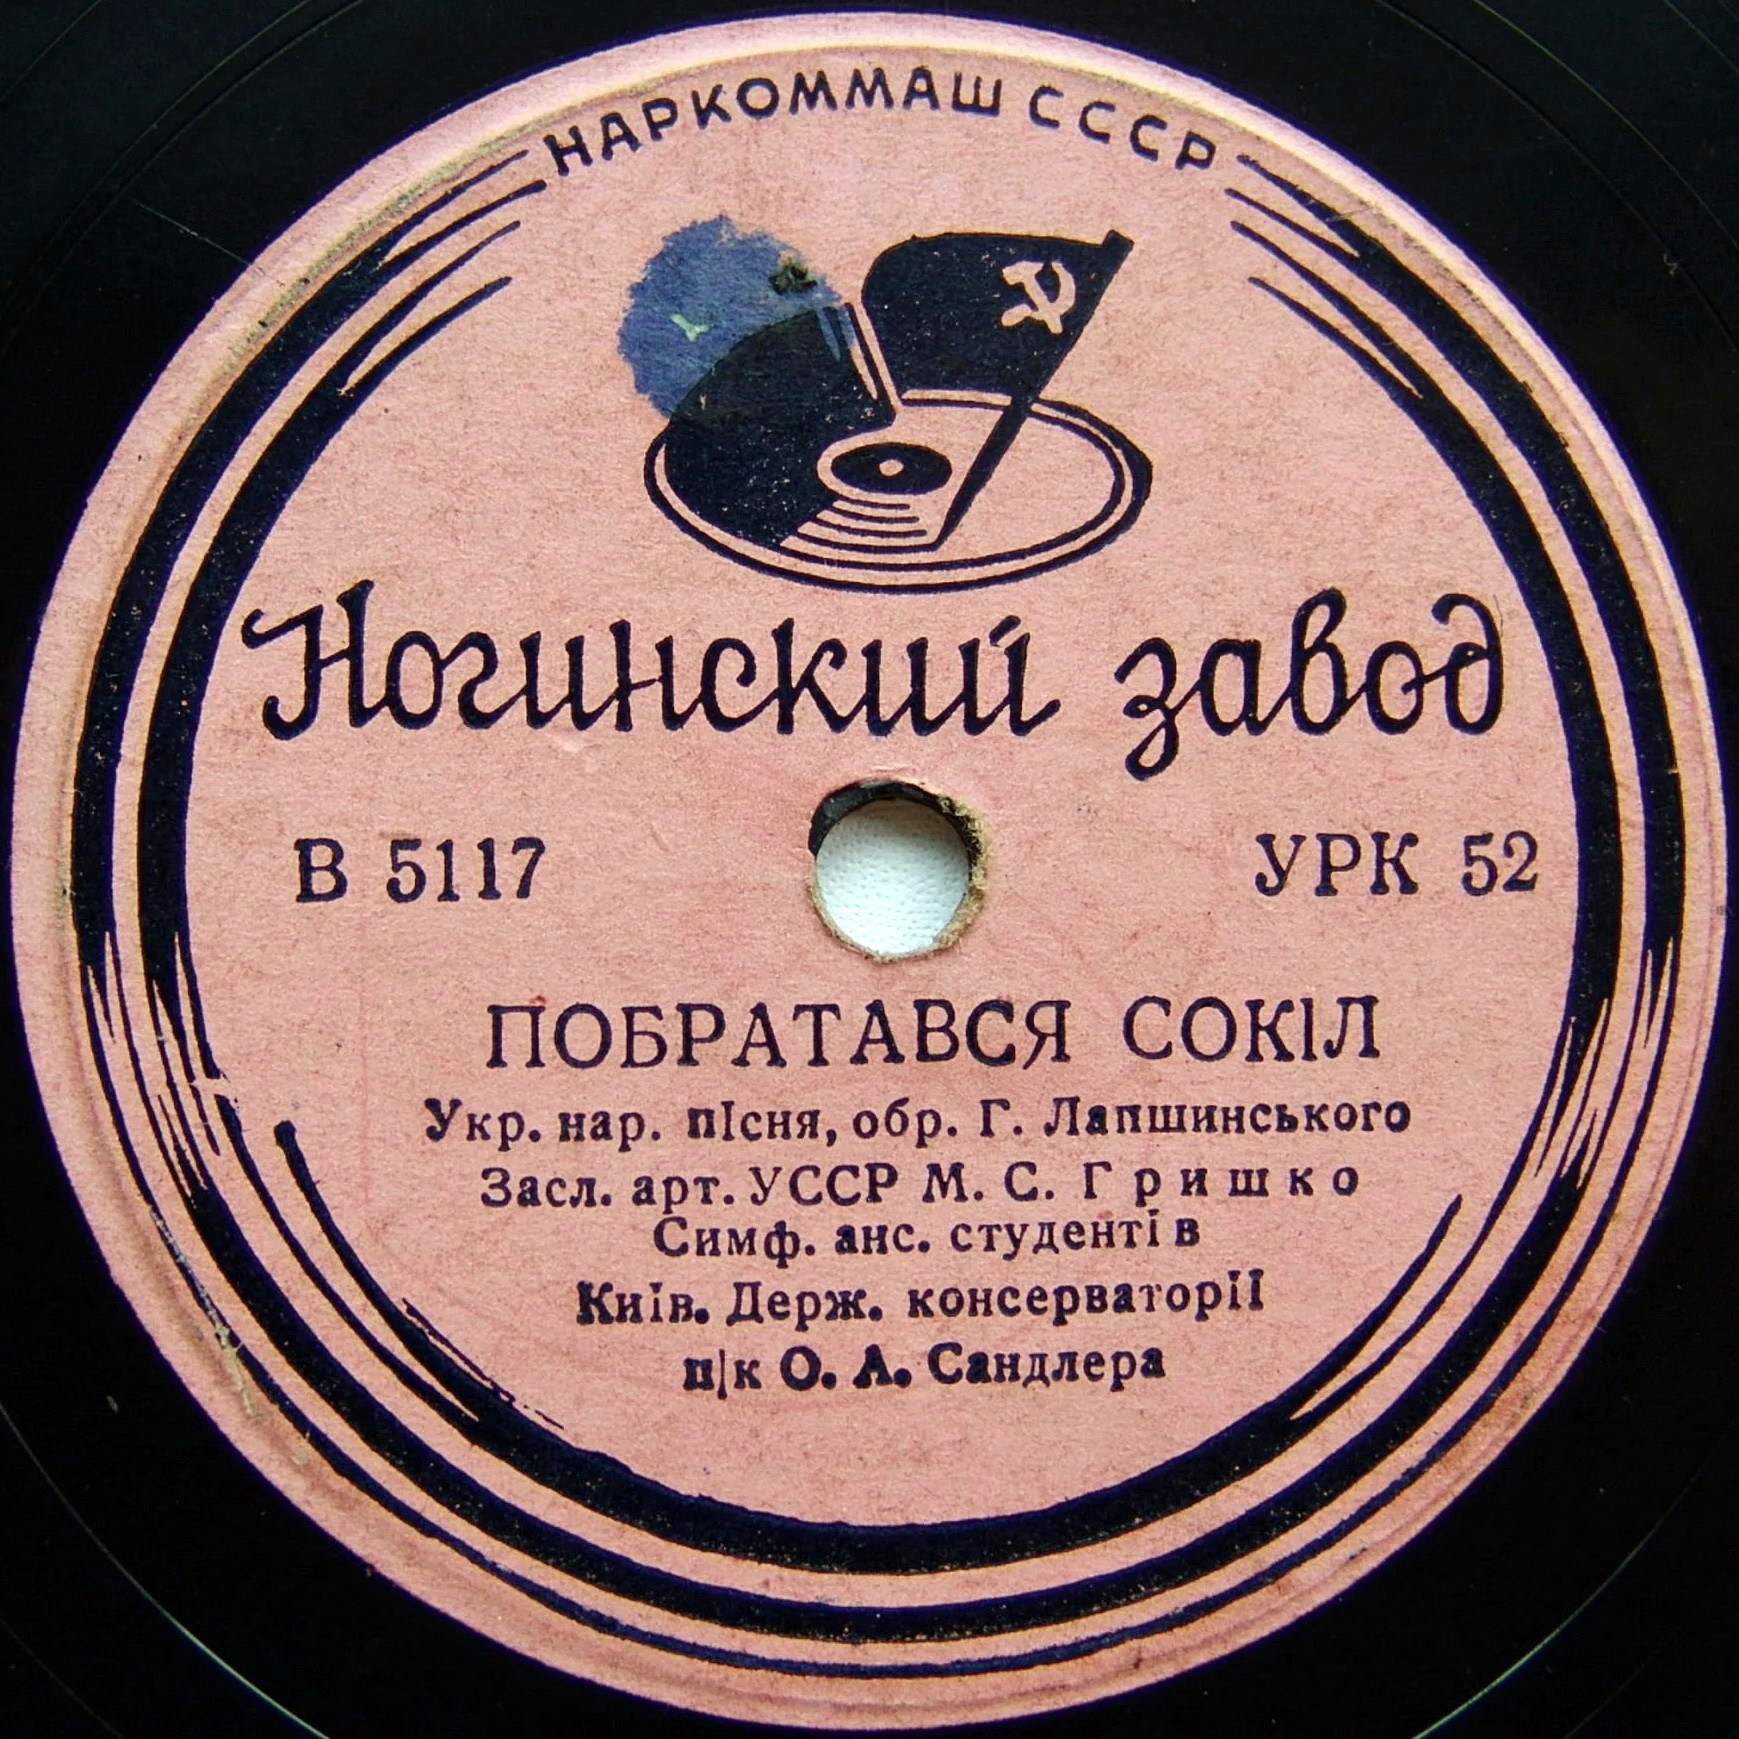 НАРКОММАШ СССР
Ногинский завод
В 5117 УРК 52
ПОБРАТАВСЯ СОКІЛ
Укр. нар. пІсня, обр. Г. Лапшинського
Засл. арт. УССР М. С. Гришко
Симф. анс. студентів
Київ. Держ. консерваторії
п/к О. А. Сандлера